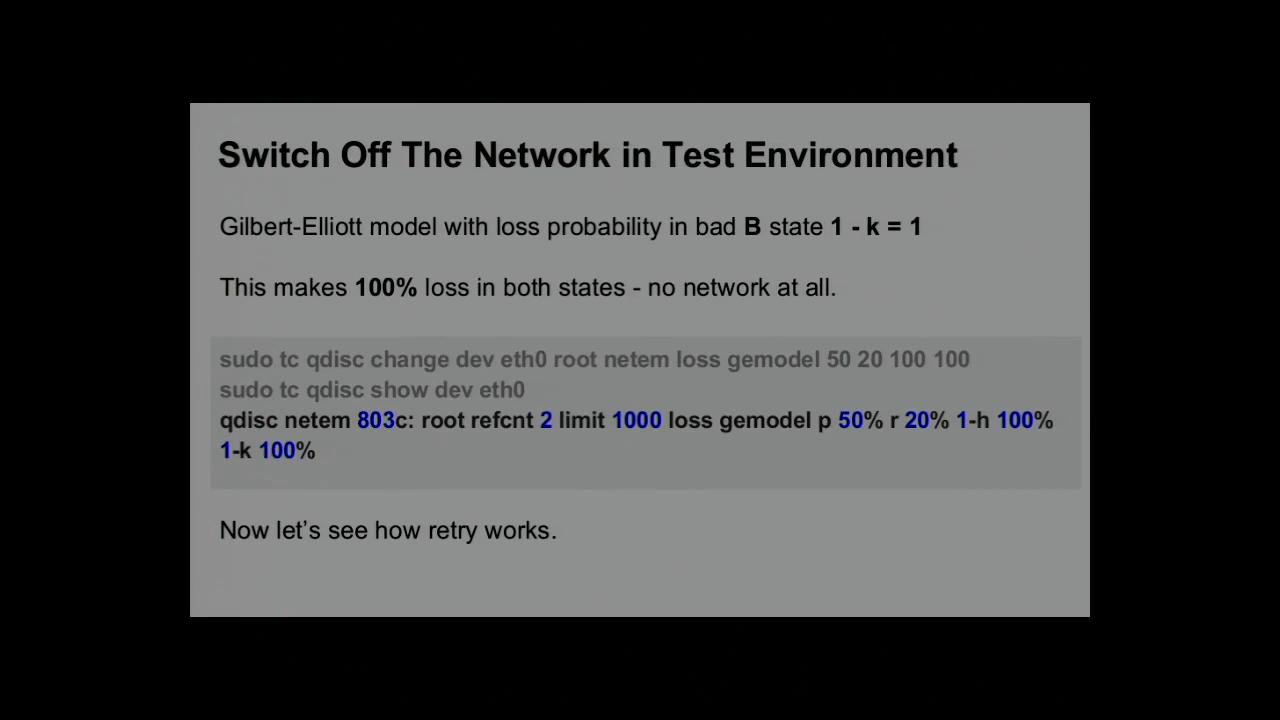 Switch Off The Network in Test Environment
Gilbert-Elliott model with loss probability in bad B state 1 - k = 1
This makes 100% loss in both states - no network at all.
sudo tc qdisc change dev eth0 root netem loss gemodel 50 20 100 100
sudo tc qdisc show dev eth0
qdisc netem 803c: root refcnt 2 limit 1000 loss gemodel p 50% r 20% 1-h 100%
1-k 100%
Now let’s see how retry works.